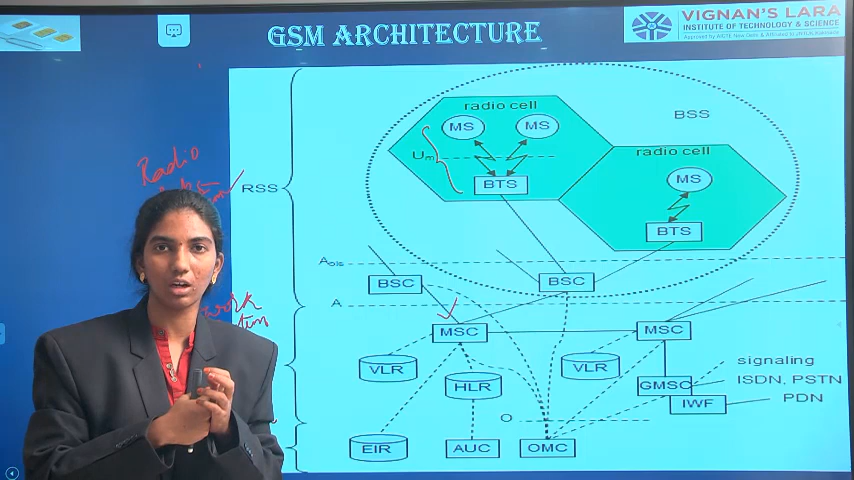 GSM ARCHITECTURE
VIGNAN'S LARA
INSTITUTE OF TECHNOLOGY & SCIENCE
radio cell
MS
MS
BSS
Um
BTS
radio cell
MS
BTS
Radio
RSS
Abis
BSC
BSC
A
MSC
MSC
VLR
HLR
VLR
GMSC
IWF
signaling
ISDN, PSTN
PDN
O
EIR
AUC
OMC